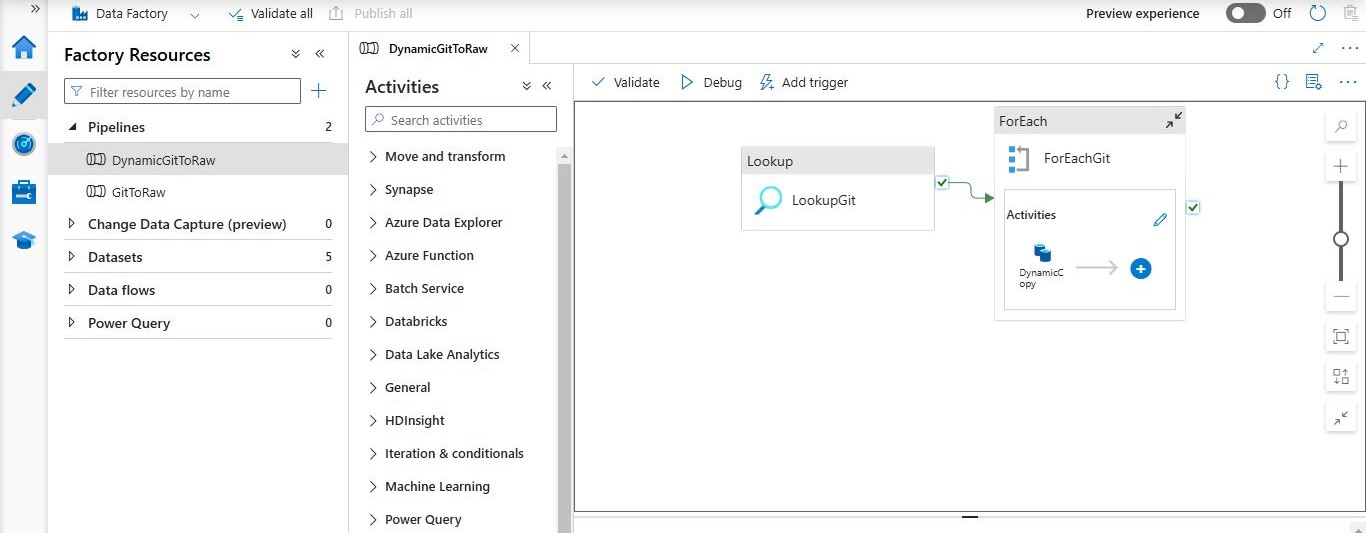 Data Factory
Validate all
Publish all
Preview experience
Off
»
Factory Resources
Filter resources by name
Pipelines 2
DynamicGitToRaw
GitToRaw
Change Data Capture (preview) 0
Datasets 5
Data flows 0
Power Query 0
DynamicGitToRaw
Activities
Search activities
Move and transform
Synapse
Azure Data Explorer
Azure Function
Batch Service
Databricks
Data Lake Analytics
General
HDInsight
Iteration & conditionals
Machine Learning
Power Query
Validate
Debug
Add trigger
{}
Lookup
LookupGit
ForEach
ForEachGit
Activities
DynamicC
opy